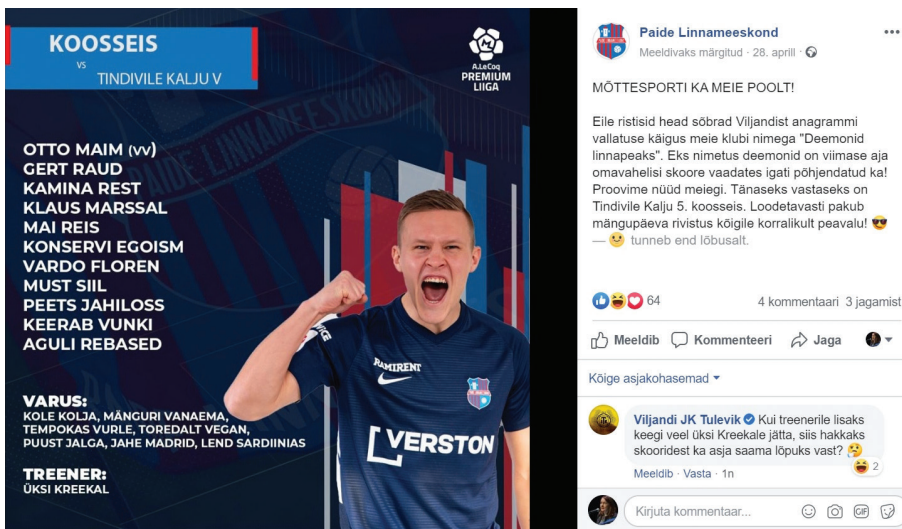 KOOSSEIS
VS
TINDIVILE KALJU V
A.LeCoq
PREMIUM
LIIGA
OTTO MAIM (VV)
GERT RAUD
KAMINA REST
KLAUS MARSSAL
MAI REIS
KONSERVI EGOISM
VARDO FLOREN
MUST SIIL
PEETS JAHILOSS
KEERAB VUNKI
AGULI REBASED
VARUS:
KOLE KOLJA, MÄNGURI VANAEMA,
TEMPOKAS VURLE, TOREDALT VEGAN,
PUUST JALGA, JAHE MADRID, LEND SARDIINIAS
TREENER:
ÜKSI KREEKAL
PAIDE LINNAMEESKOND
RAMIRENT
VERSTON
Paide Linnameeskond
Meeldivaks märgitud · 28. aprill ·
MÕTTESPORTI KA MEIE POOLT!
Eile ristisid head sõbrad Viljandist anagrammi
vallatuse käigus meie klubi nimega "Deemonid
linnapeaks". Eks nimetus deemonid on viimase aja
omavahelisi skoore vaadates igati põhjendatud ka!
Proovime nüüd meiegi. Tänaseks vastaseks on
Tindivile Kalju 5. koosseis. Loodetavasti pakub
mängupäeva rivistus kõigile korralikult peavalu! 😎
— 😉 tunneb end lõbusalt.
64
4 kommentaari 3 jagamist
Meeldib Kommenteeri Jaga
Kõige asjakohasemad
Viljandi JK Tulevik Kui treenerile lisaks
keegi veel üksi Kreekale jätta, siis hakkaks
skooridest ka asja saama lõpuks vast? 🤔
2
Meeldib · Vasta · 1n
Kirjuta kommentaar...
GIF